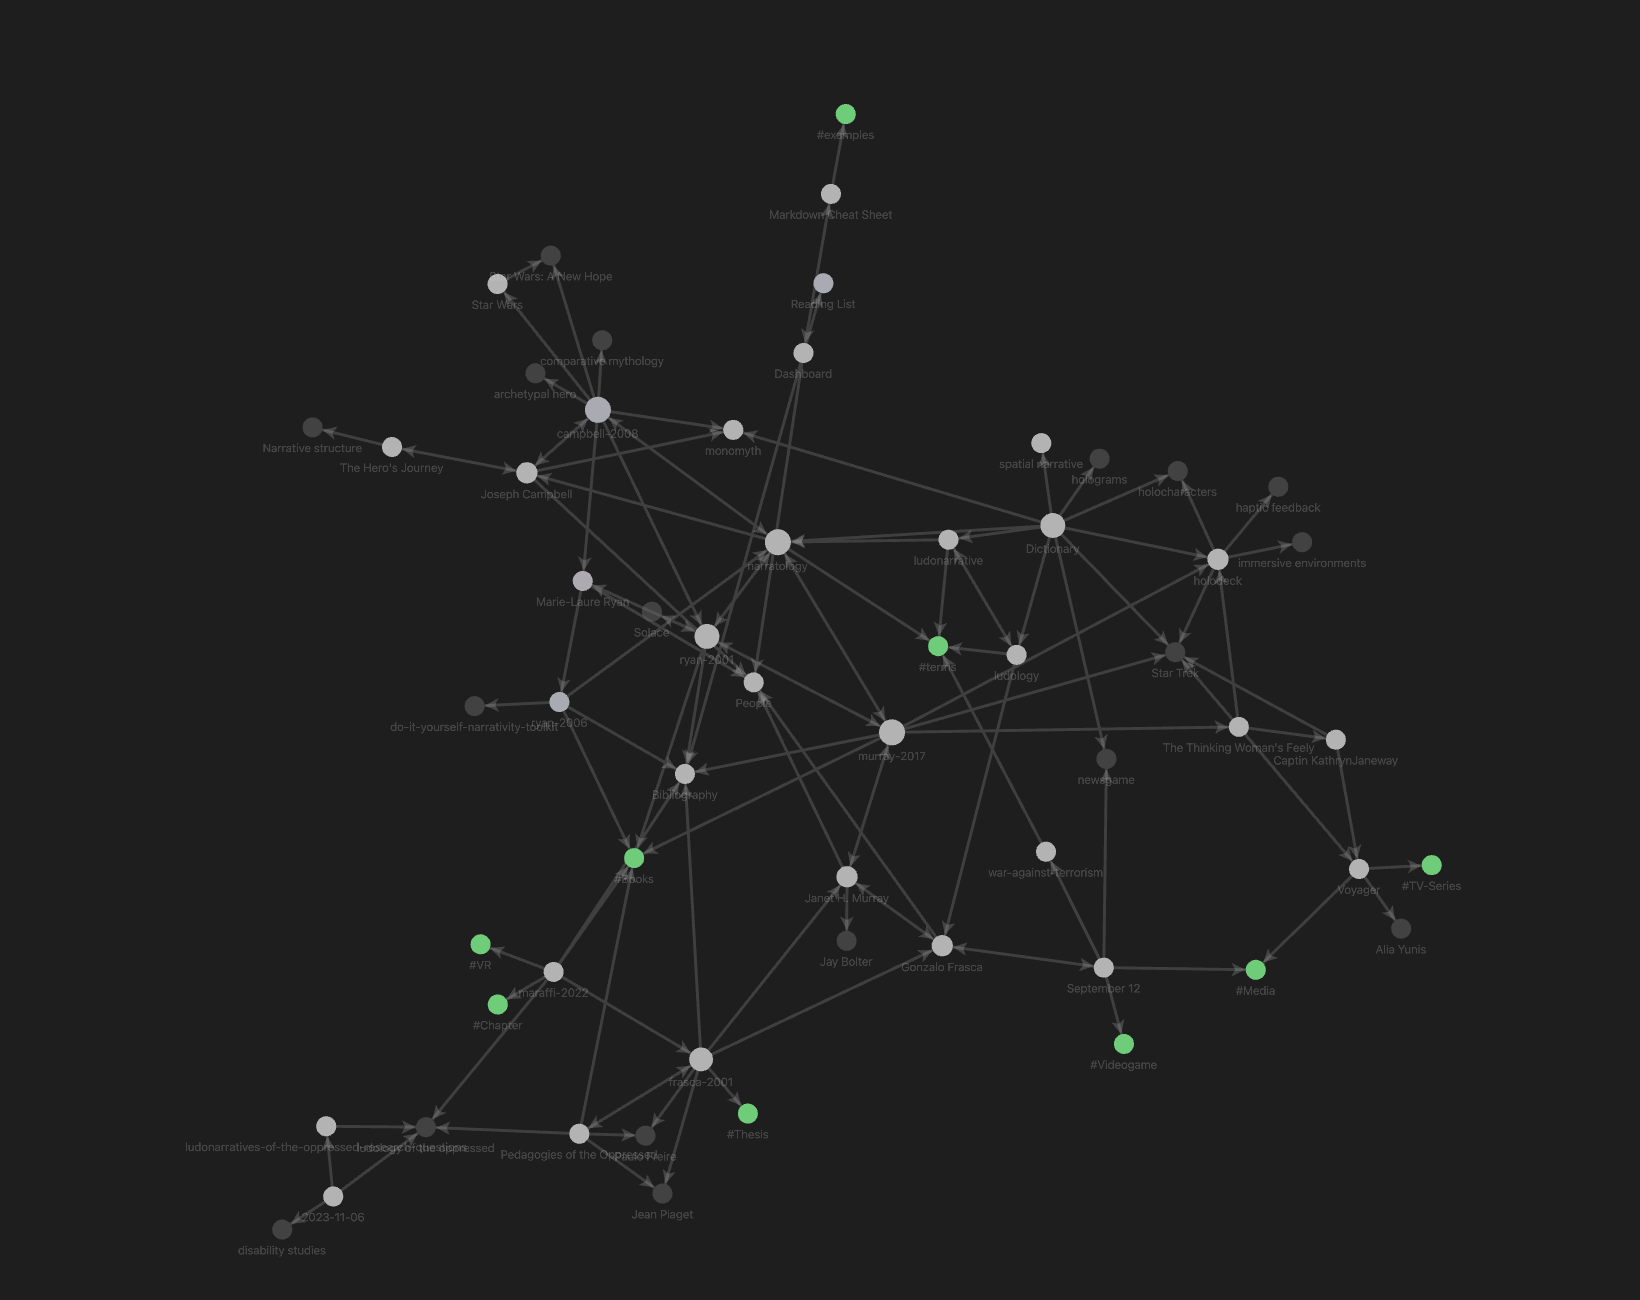 #examples
Markdown Cheat Sheet
Star Wars: A New Hope
Star Wars
Reading List
comparative mythology
Dashboard
archetypal hero
campbell-2008
Narrative structure
The Hero's Journey
monomyth
Joseph Campbell
spatial narrative
holograms
holocharacters
haptic feedback
Dictionary
ludonarrative
immersive environments
narratology
holodeck
Marie-Laure Ryan
Solace
ryan-2001
#terms
ludology
Star Trek
People
do-it-yourself-narrativity-toolkit
ryan-2006
murray-2017
The Thinking Woman's Feely
Captin KathrynJaneway
newsgame
Bibliography
#Books
war-against-terrorism
Voyager
#TV-Series
Janet H. Murray
Alia Yunis
Jay Bolter
Gonzalo Frasca
#VR
maraffi-2022
September 12
#Media
#Chapter
#Videogame
frasca-2001
#Thesis
ludonarratives-of-the-oppressed-research-questions
ludology of the oppressed
Pedagogies of the Oppressed
Paulo Freire
Jean Piaget
2023-11-06
disability studies